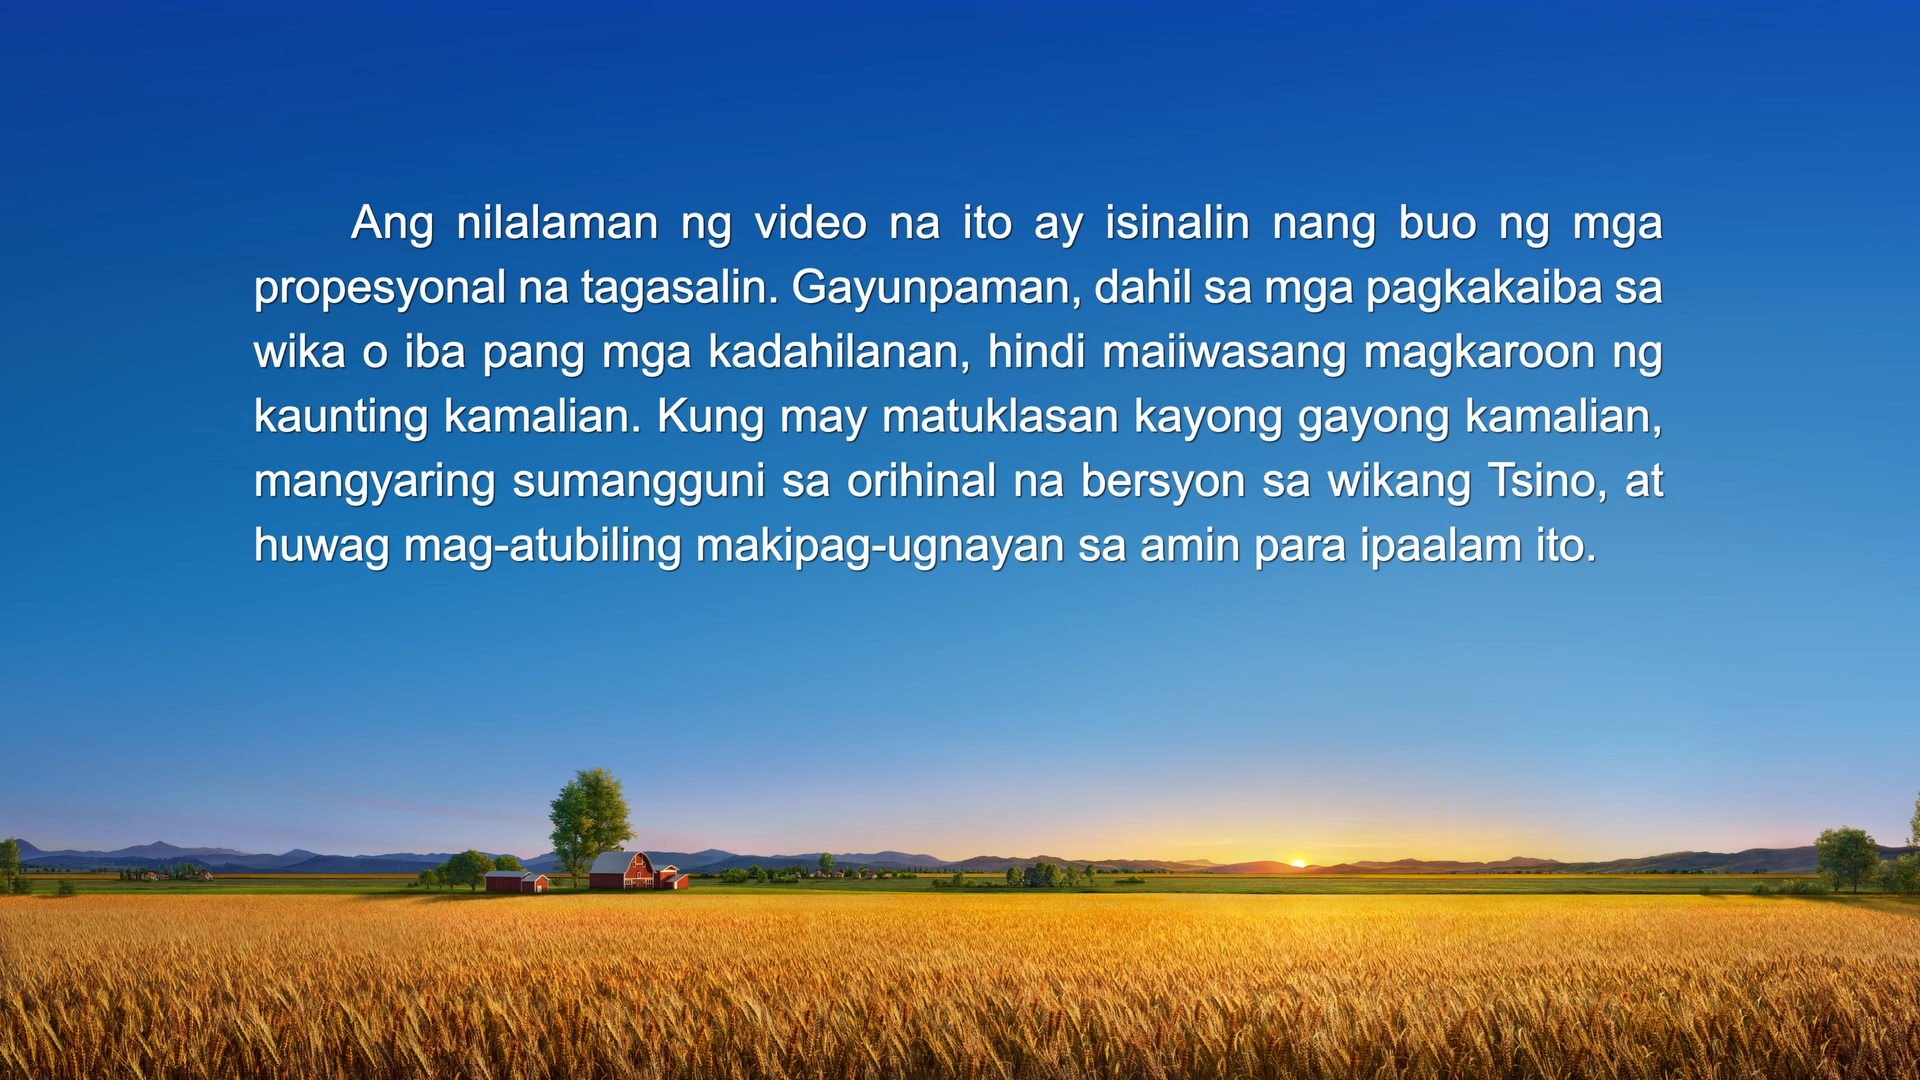 Ang nilalaman ng video na ito ay isinalin nang buo ng mga
propesyonal na tagasalin. Gayunpaman, dahil sa mga pagkakaiba sa
wika o iba pang mga kadahilanan, hindi maiiwasang magkaroon ng
kaunting kamalian. Kung may matuklasan kayong gayong kamalian,
mangyaring sumangguni sa orihinal na bersyon sa wikang Tsino, at
huwag mag-atubiling makipag-ugnayan sa amin para ipaalam ito.